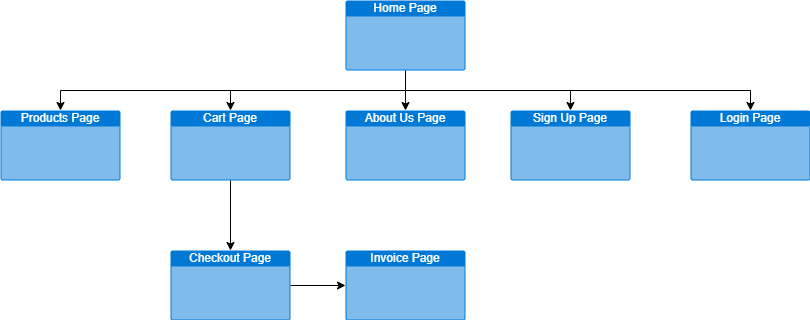 Home Page
Products Page
Cart Page
About Us Page
Sign Up Page
Login Page
Checkout Page
Invoice Page